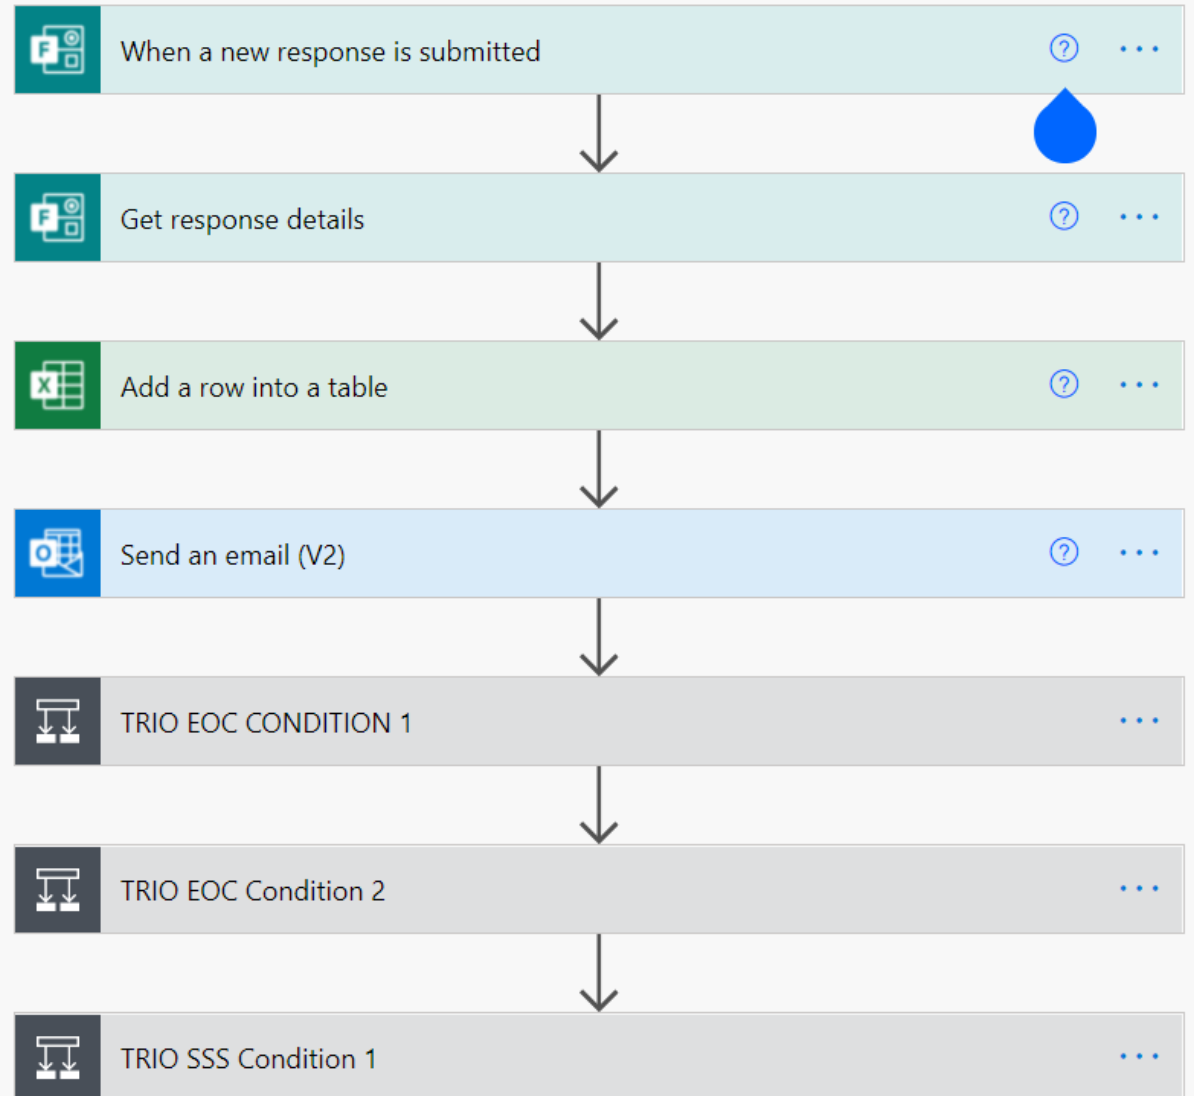 When a new response is submitted
Get response details
Add a row into a table
Send an email (V2)
TRIO EOC CONDITION 1
TRIO EOC Condition 2
TRIO SSS Condition 1